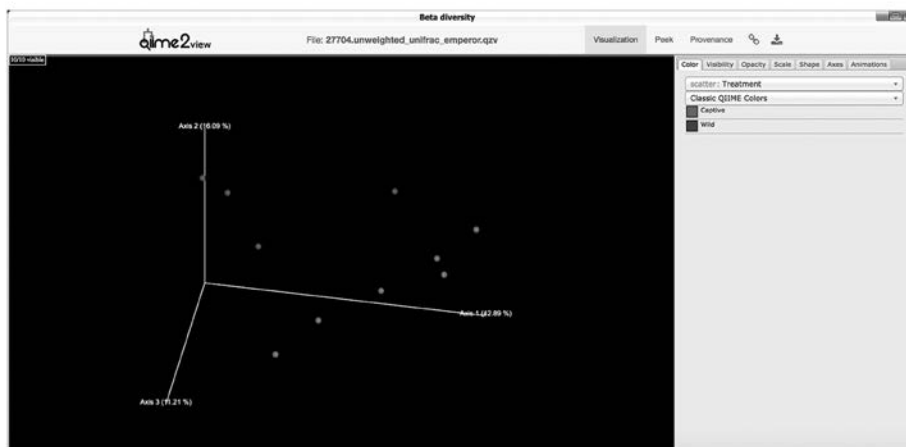 Beta diversity
qiime2view
File: 27704.unweighted_unifrac_emperor.qzv
Visualization Peek Provenance
10/10 visible
Color Visibility Opacity Scale Shape Axes Animations
scatter: Treatment
Classic QIIME Colors
Captive
Wild
Axis 2 (16.09 %)
Axis 1 (42.89 %)
Axis 3 (11.21 %)